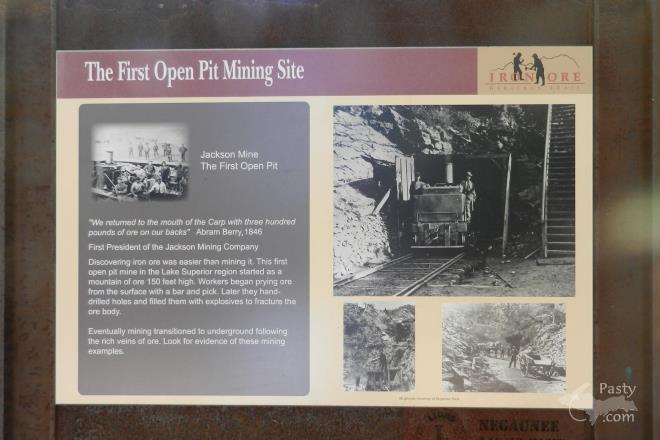 The First Open Pit Mining Site
IRON ORE
HERITAGE TRAIL
Jackson Mine
The First Open Pit
"We returned to the mouth of the Carp with three hundred
pounds of ore on our backs" Abram Berry,1846
First President of the Jackson Mining Company
Discovering iron ore was easier than mining it. This first
open pit mine in the Lake Superior region started as a
mountain of ore 150 feet high. Workers began prying ore
from the surface with a bar and pick. Later they hand-
drilled holes and filled them with explosives to fracture the
ore body.
Eventually mining transitioned to underground following
the rich veins of ore. Look for evidence of these mining
examples.
Pasty
.com
NEGAUNEE